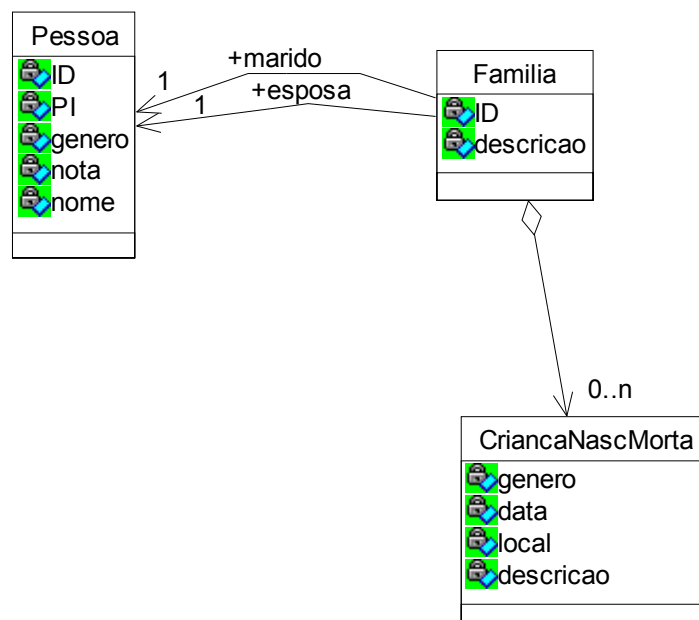 Pessoa
ID
PI
genero
nota
nome
+marido
1
+esposa
1
Familia
ID
descricao
0..n
CriancaNascMorta
genero
data
local
descricao